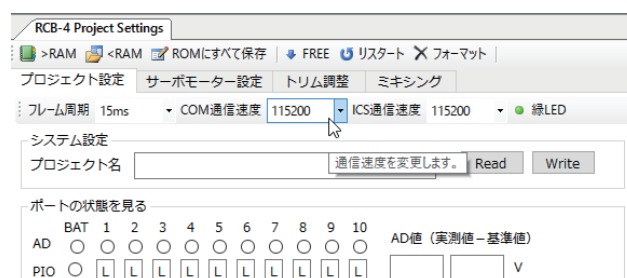 RCB-4 Project Settings
>RAM <RAM ROMにすべて保存 FREE リスタート フォーマット
プロジェクト設定 サーボモーター設定 トリム調整 ミキシング
フレーム周期 15ms COM通信速度 115200 ICS通信速度 115200 緑LED
システム設定
プロジェクト名 通信速度を変更します。 Read Write
ポートの状態を見る
BAT 1 2 3 4 5 6 7 8 9 10
AD AD値（実測値－基準値）
PIO L L L L L L L L L L V